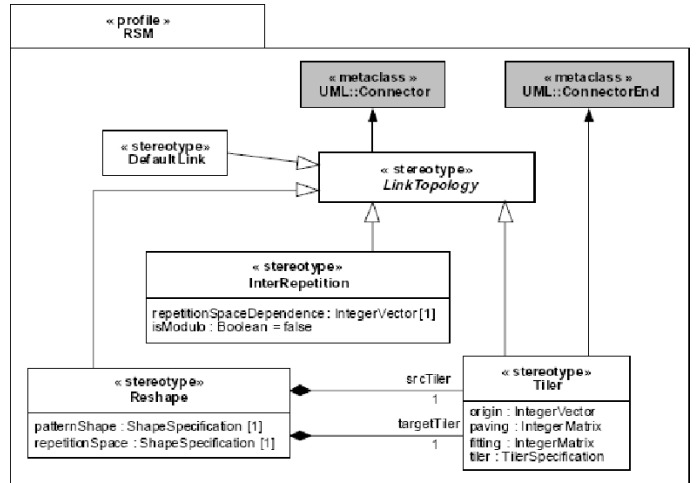 « profile »
RSM
« metaclass »
UML::Connector
« metaclass »
UML::ConnectorEnd
« stereotype»
DefaultLink
« stereotype»
LinkTopology
« stereotype»
InterRepetition
repetitionSpaceDependence : IntegerVector [1]
isModulo : Boolean = false
« stereotype»
Reshape
patternShape : ShapeSpecification [1]
repetitionSpace : ShapeSpecification [1]
srcTiler
1
targetTiler
1
« stereotype»
Tiler
origin : IntegerVector
paving : IntegerMatrix
fitting : IntegerMatrix
tiler : TilerSpecification